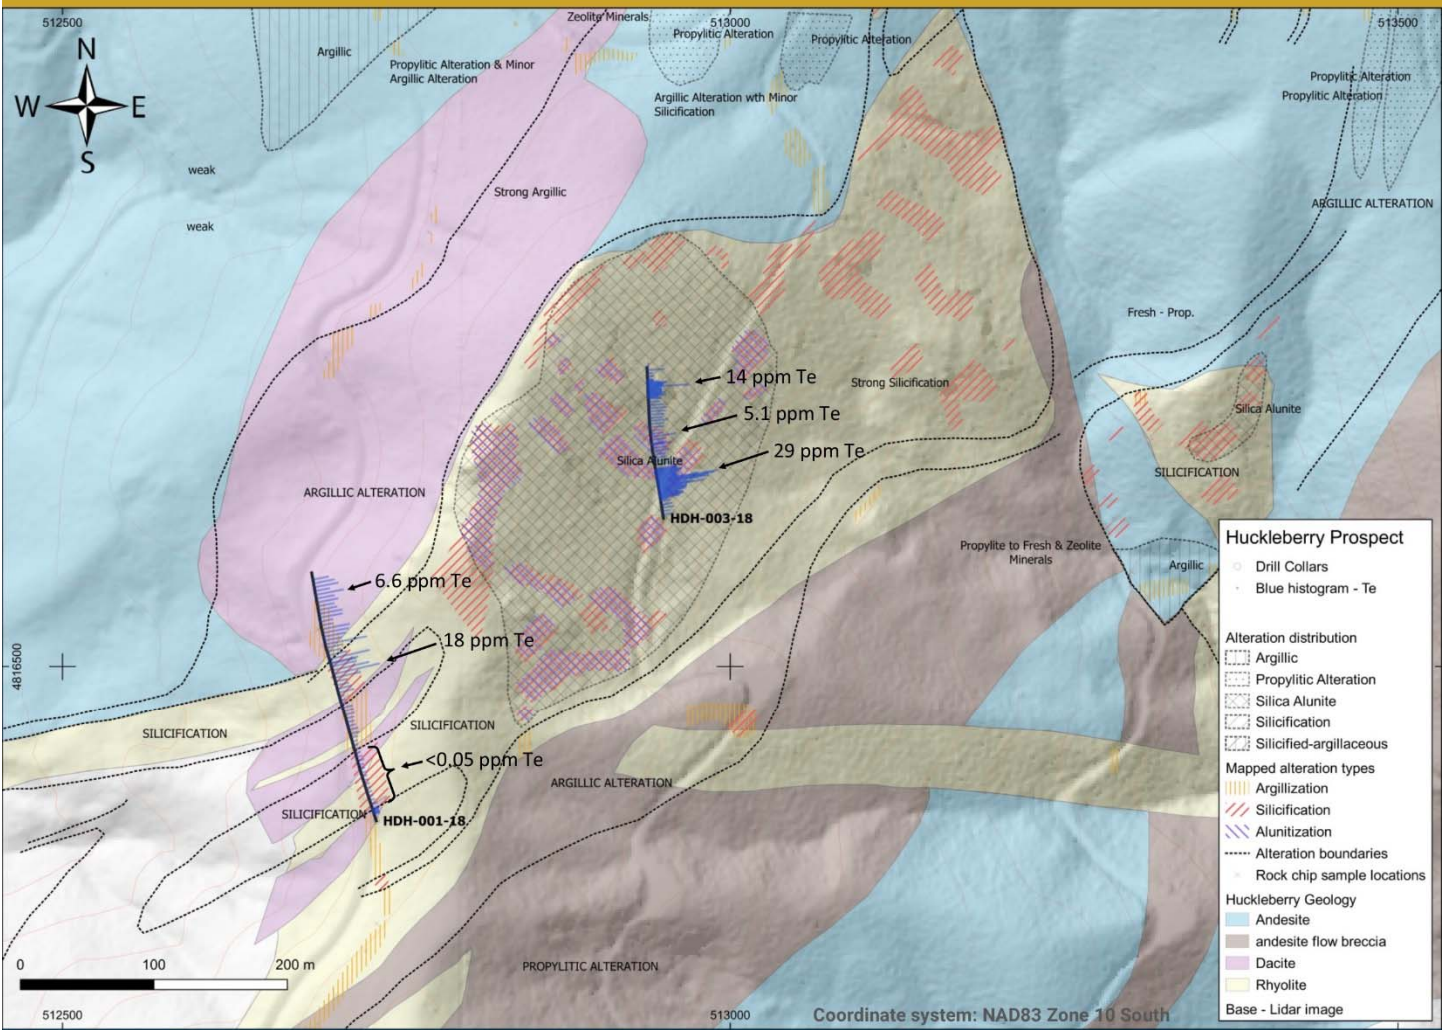 512500
513000
513500
N
W E
S
Zeolite Minerals
Propylitic Alteration
Propylitic Alteration
Argillic
Propylitic Alteration & Minor
Argillic Alteration
Propylitic Alteration
Propylitic Alteration
Argillic Alteration wth Minor
Silicification
weak
Strong Argillic
ARGILLIC ALTERATION
weak
Fresh - Prop.
14 ppm Te
Strong Silicification
5.1 ppm Te
Silica Alunite
29 ppm Te
Silica Alunite
SILICIFICATION
ARGILLIC ALTERATION
HDH-003-18
Propylite to Fresh & Zeolite
Minerals
Argillic
6.6 ppm Te
18 ppm Te
4816500
SILICIFICATION
SILICIFICATION
<0.05 ppm Te
ARGILLIC ALTERATION
SILICIFICATION
HDH-001-18
PROPYLITIC ALTERATION
0 100 200 m
512500
513000
Coordinate system: NAD83 Zone 10 South
Huckleberry Prospect
Drill Collars
Blue histogram - Te
Alteration distribution
Argillic
Propylitic Alteration
Silica Alunite
Silicification
Silicified-argillaceous
Mapped alteration types
Argillization
Silicification
Alunitization
Alteration boundaries
Rock chip sample locations
Huckleberry Geology
Andesite
andesite flow breccia
Dacite
Rhyolite
Base - Lidar image